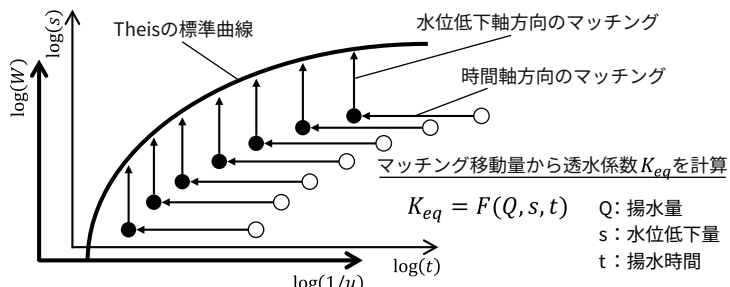 log(s)
log(W)
Theisの標準曲線
水位低下軸方向のマッチング
時間軸方向のマッチング
マッチング移動量から透水係数K_eqを計算
K_eq = F(Q, s, t)
Q：揚水量
s：水位低下量
t：揚水時間
log(t)
log(1/u)